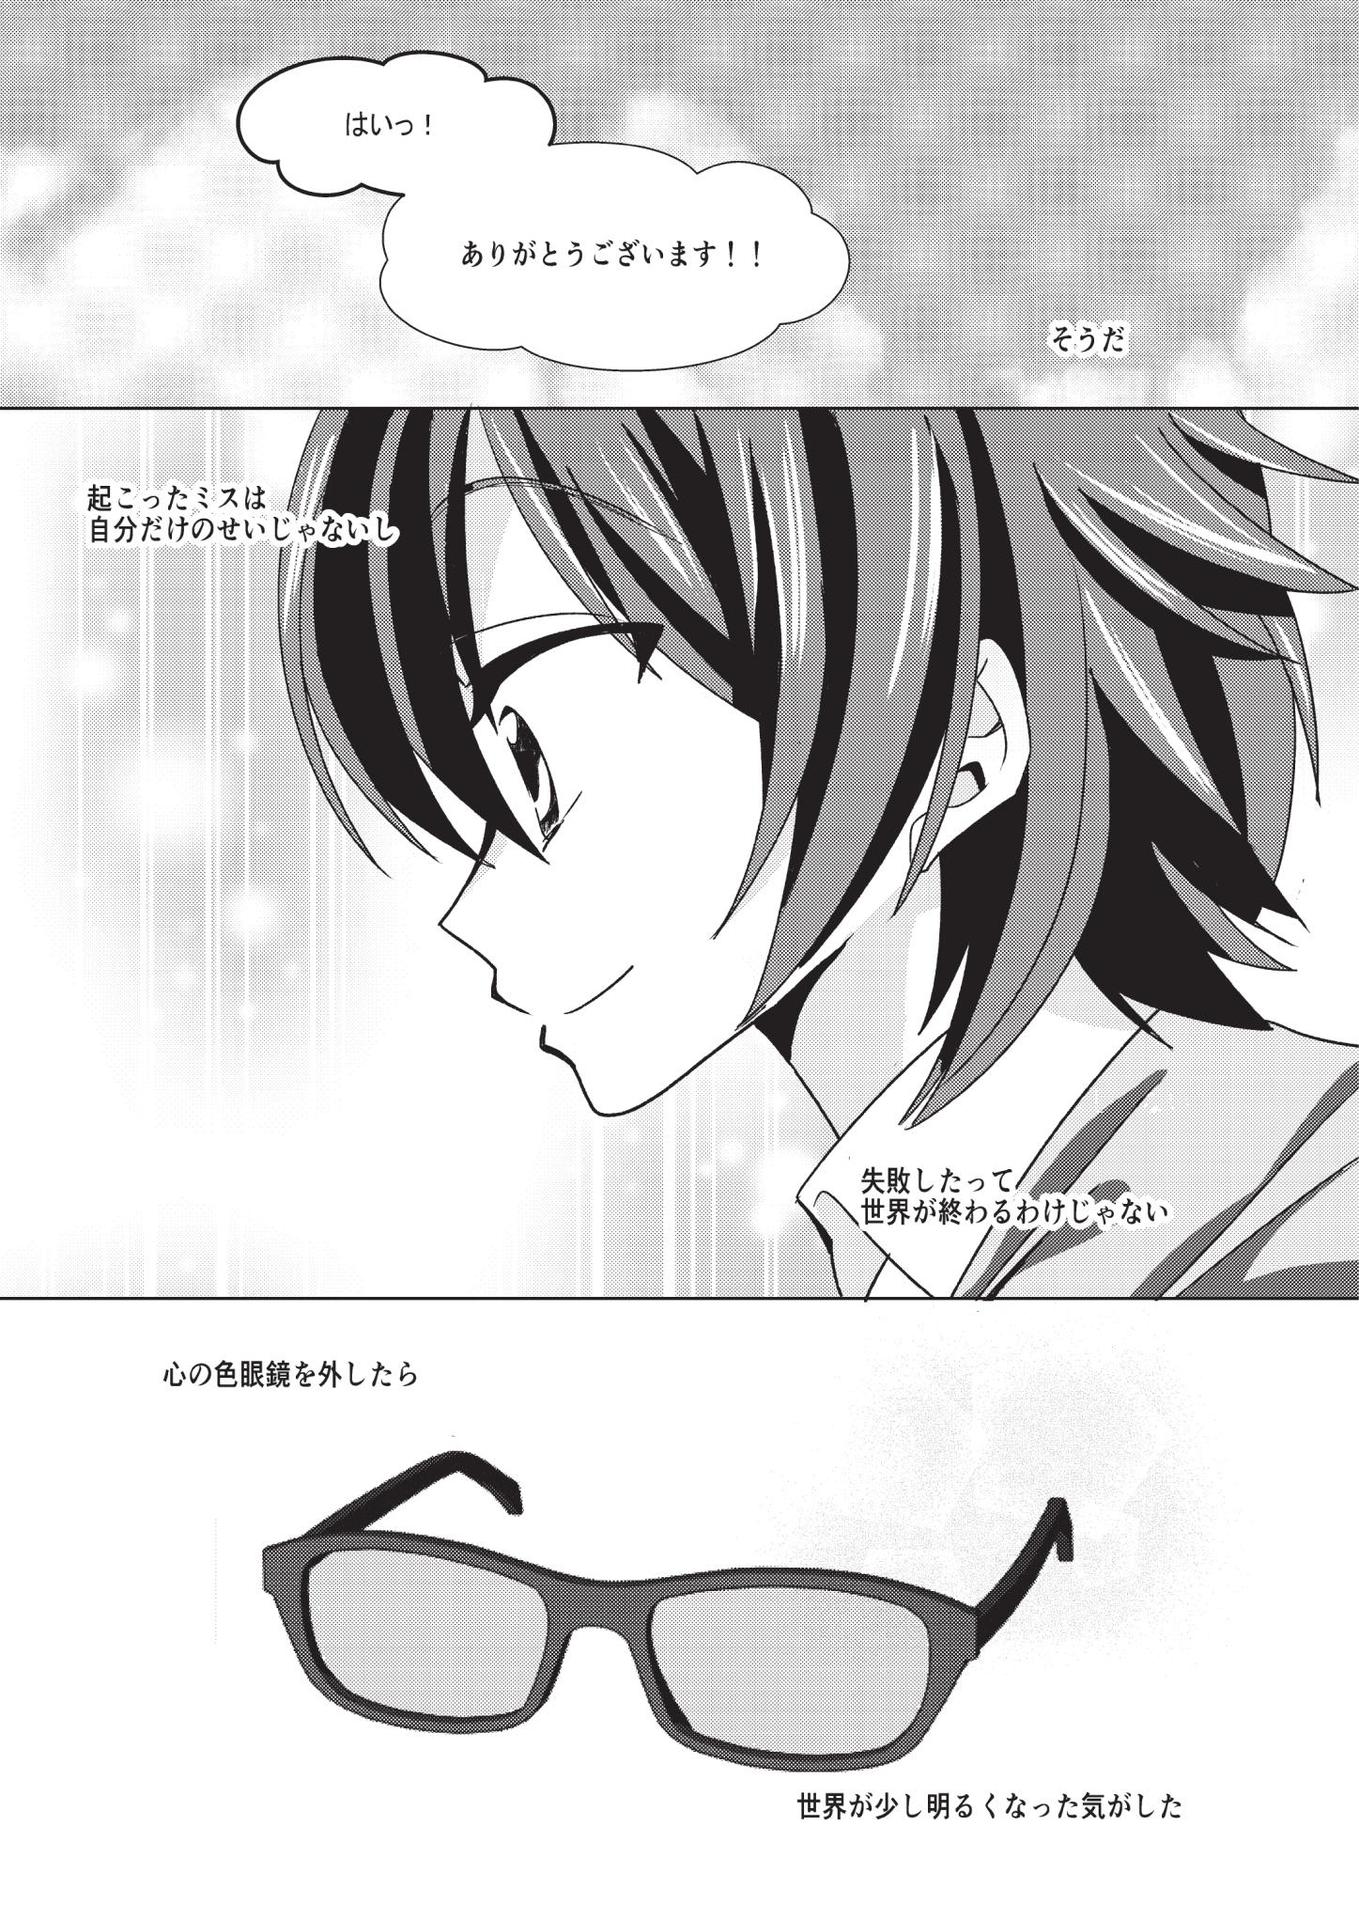 はいっ！
ありがとうございます！！
そうだ
起こったミスは
自分だけのせいじゃないし
失敗したって
世界が終わるわけじゃない
心の色眼鏡を外したら
世界が少し明るくなった気がした